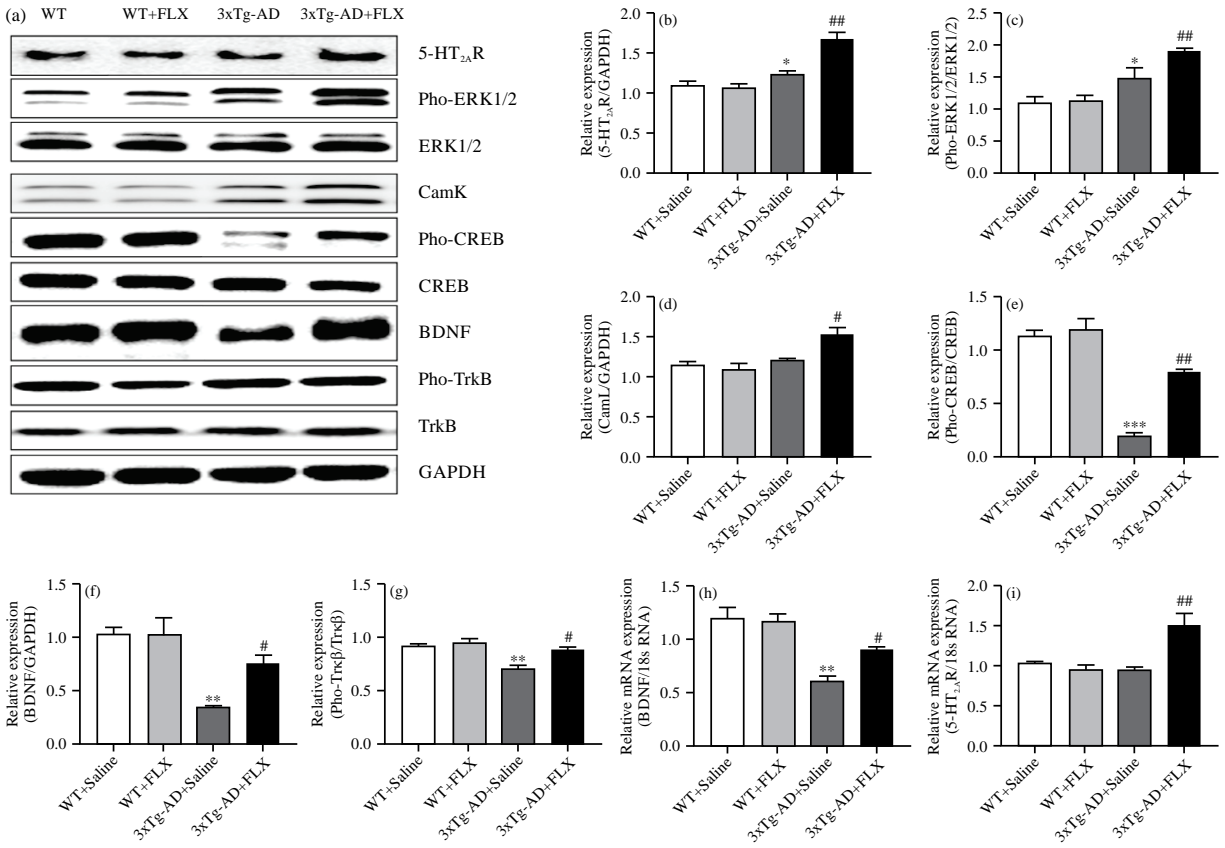 (a)
WT WT+FLX 3xTg-AD 3xTg-AD+FLX
5-HT₂ₐR
Pho-ERK1/2
ERK1/2
CamK
Pho-CREB
CREB
BDNF
Pho-TrkB
TrkB
GAPDH
(b)
Relative expression
(5-HT₂ₐR/GAPDH)
2.0
1.5
1.0
0.5
0.0
*
##
WT+Saline
WT+FLX
3xTg-AD+Saline
3xTg-AD+FLX
(c)
Relative expression
(Pho-ERK1/2/ERK1/2)
2.0
1.5
1.0
0.5
0.0
*
##
WT+Saline
WT+FLX
3xTg-AD+Saline
3xTg-AD+FLX
(d)
Relative expression
(CamL/GAPDH)
2.0
1.5
1.0
0.5
0.0
#
WT+Saline
WT+FLX
3xTg-AD+Saline
3xTg-AD+FLX
(e)
Relative expression
(Pho-CREB/CREB)
1.5
1.0
0.5
0.0
***
##
WT+Saline
WT+FLX
3xTg-AD+Saline
3xTg-AD+FLX
(f)
Relative expression
(BDNF/GAPDH)
1.5
1.0
0.5
0.0
**
#
WT+Saline
WT+FLX
3xTg-AD+Saline
3xTg-AD+FLX
(g)
Relative expression
(Pho-Trκβ/Trκβ)
1.5
1.0
0.5
0.0
**
#
WT+Saline
WT+FLX
3xTg-AD+Saline
3xTg-AD+FLX
(h)
Relative mRNA expression
(BDNF/18s RNA)
1.5
1.0
0.5
0.0
**
#
WT+Saline
WT+FLX
3xTg-AD+Saline
3xTg-AD+FLX
(i)
Relative mRNA expression
(5-HT₂ₐR/18s RNA)
2.0
1.5
1.0
0.5
0.0
##
WT+Saline
WT+FLX
3xTg-AD+Saline
3xTg-AD+FLX